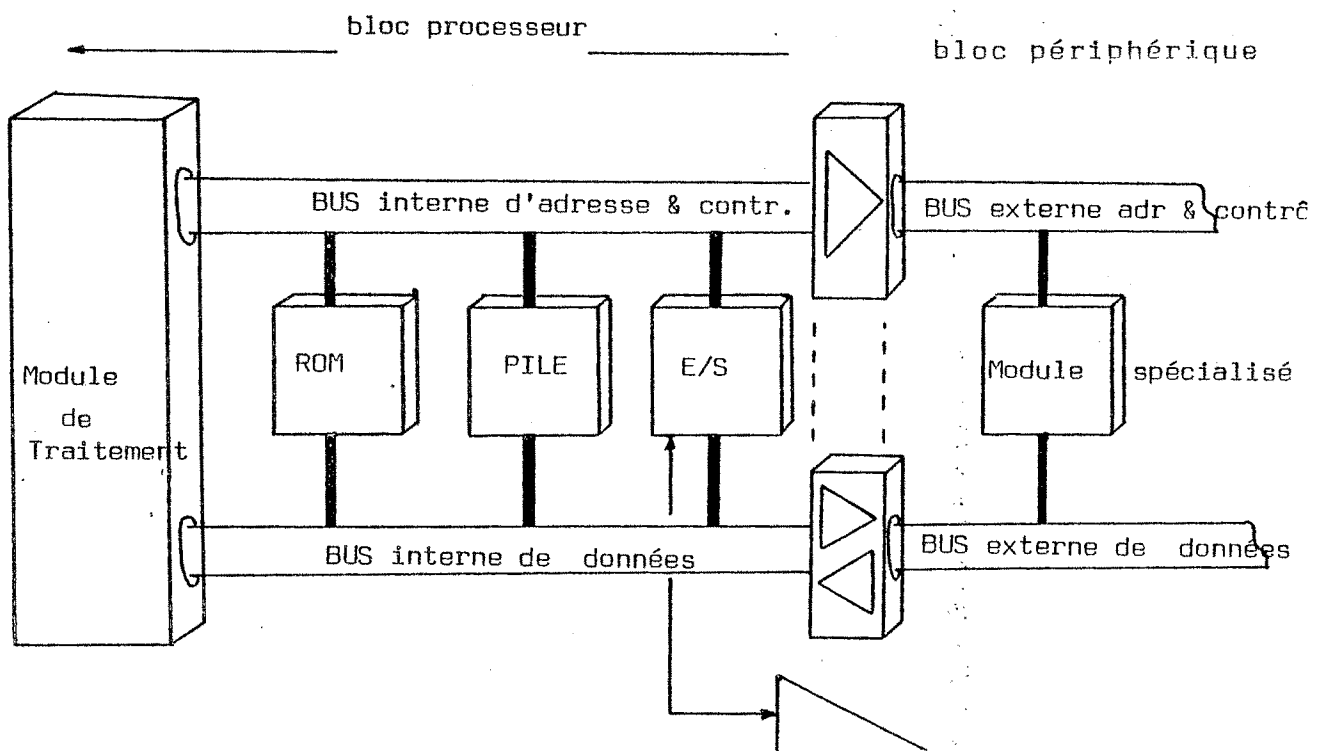 bloc processeur
bloc périphérique
BUS interne d'adresse & contr.
BUS externe adr & contrô
ROM
PILE
E/S
Module spécialisé
Module
de
Traitement
BUS interne de données
BUS externe de données